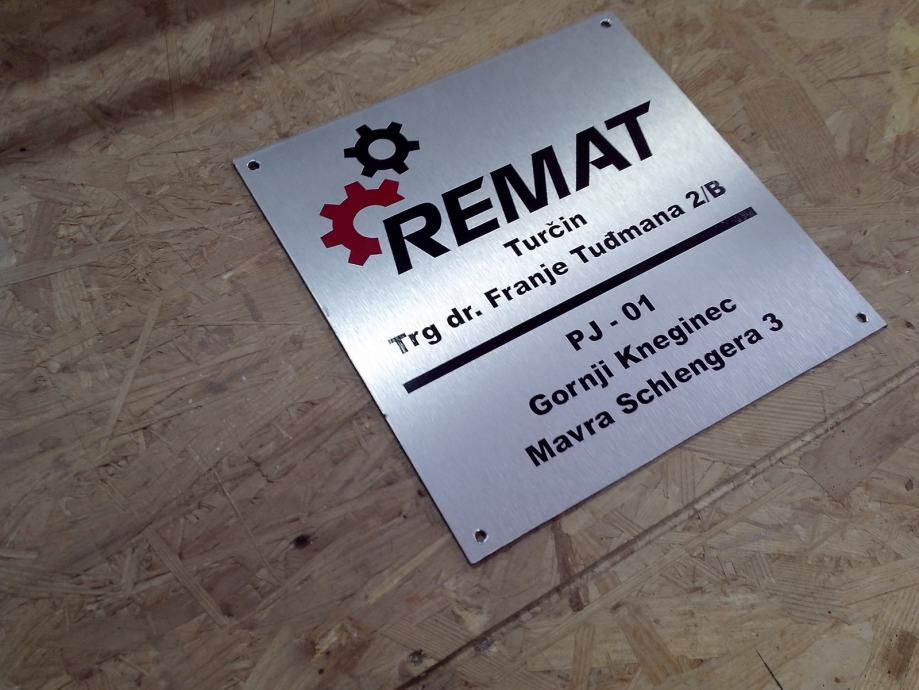 REMAT
Turčin
Trg dr. Franje Tuđmana 2/B
PJ - 01
Gornji Kneginec
Mavra Schlengera 3